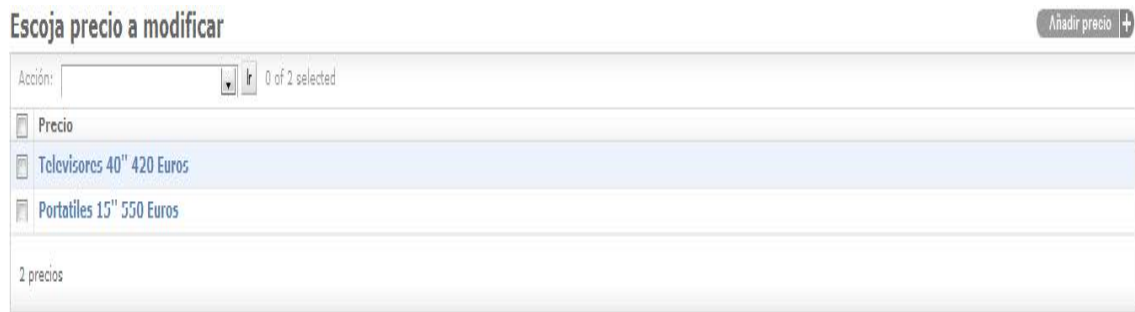 Escoja precio a modificar
Añadir precio +
Acción: Ir 0 of 2 selected
Precio
Televisores 40" 420 Euros
Portatiles 15" 550 Euros
2 precios